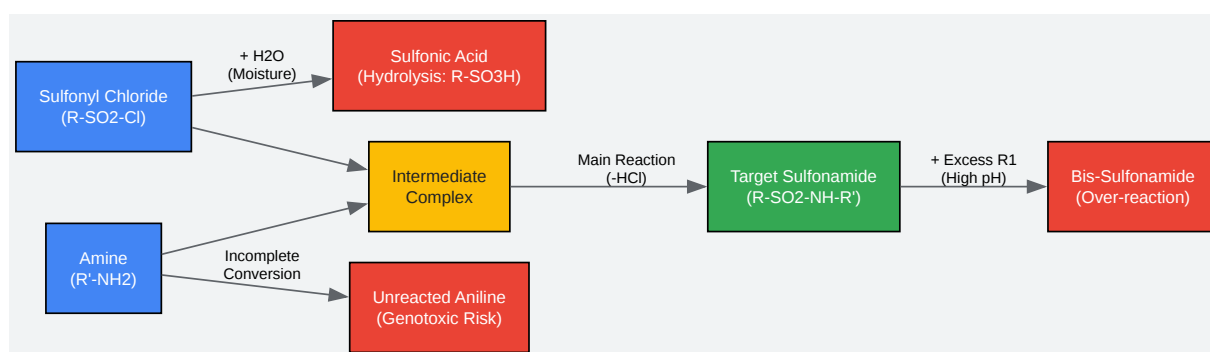 Sulfonyl Chloride
(R-SO2-Cl)
+ H2O
(Moisture)
Sulfonic Acid
(Hydrolysis: R-SO3H)
Intermediate
Complex
Main Reaction
(-HCl)
Target Sulfonamide
(R-SO2-NH-R')
+ Excess R1
(High pH)
Bis-Sulfonamide
(Over-reaction)
Amine
(R'-NH2)
Incomplete
Conversion
Unreacted Aniline
(Genotoxic Risk)